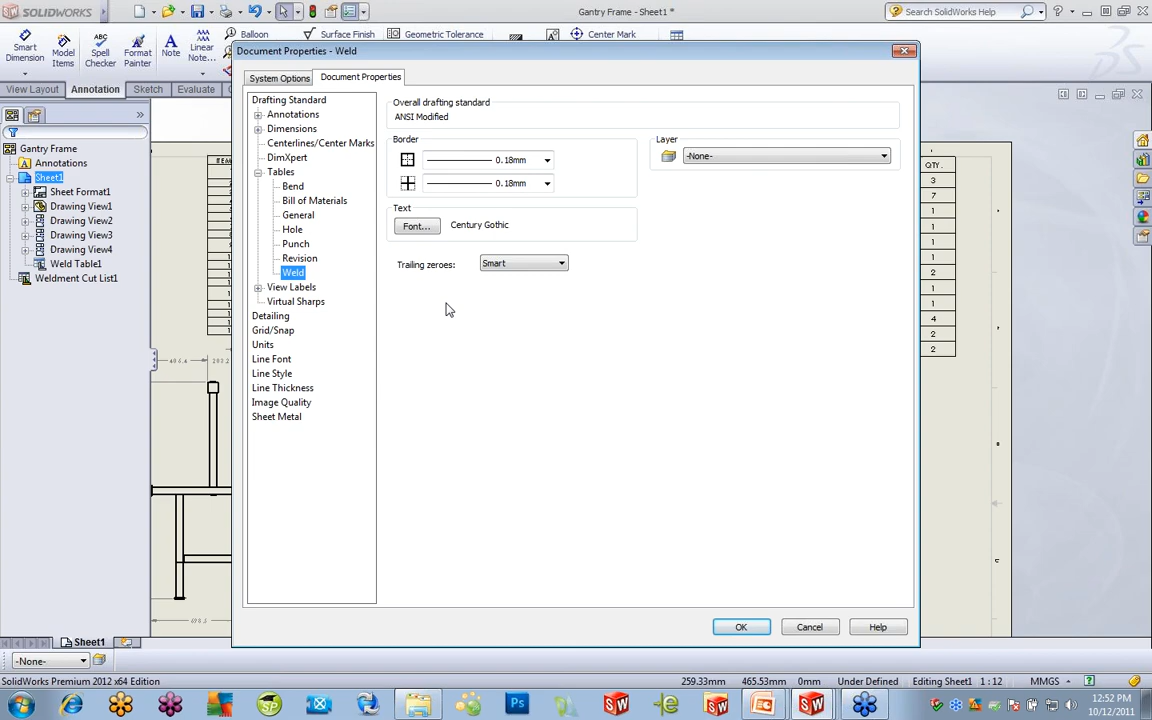 SOLIDWORKS
Gantry Frame - Sheet1 *
Search SolidWorks Help
Smart
Dimension
Model
Items
Spell
Checker
Format
Painter
Note
Linear
Note...
Balloon
Surface Finish
Geometric Tolerance
Center Mark
View Layout
Annotation
Sketch
Evaluate
Document Properties - Weld
System Options
Document Properties
Gantry Frame
Annotations
Sheet1
Sheet Format1
Drawing View1
Drawing View2
Drawing View3
Drawing View4
Weld Table1
Weldment Cut List1
Drafting Standard
Annotations
Dimensions
Centerlines/Center Marks
DimXpert
Tables
Bend
Bill of Materials
General
Hole
Punch
Revision
Weld
View Labels
Virtual Sharps
Detailing
Grid/Snap
Units
Line Font
Line Style
Line Thickness
Image Quality
Sheet Metal
Overall drafting standard
ANSI Modified
Border
0.18mm
0.18mm
Layer
-None-
Text
Font...
Century Gothic
Trailing zeroes:
Smart
OK
Cancel
Help
QTY.
3
7
1
1
1
1
2
1
1
4
2
2
Sheet1
-None-
SolidWorks Premium 2012 x64 Edition
259.33mm
465.53mm
0mm
Under Defined
Editing Sheet1
1 : 12
MMGS
12:52 PM
10/12/2011